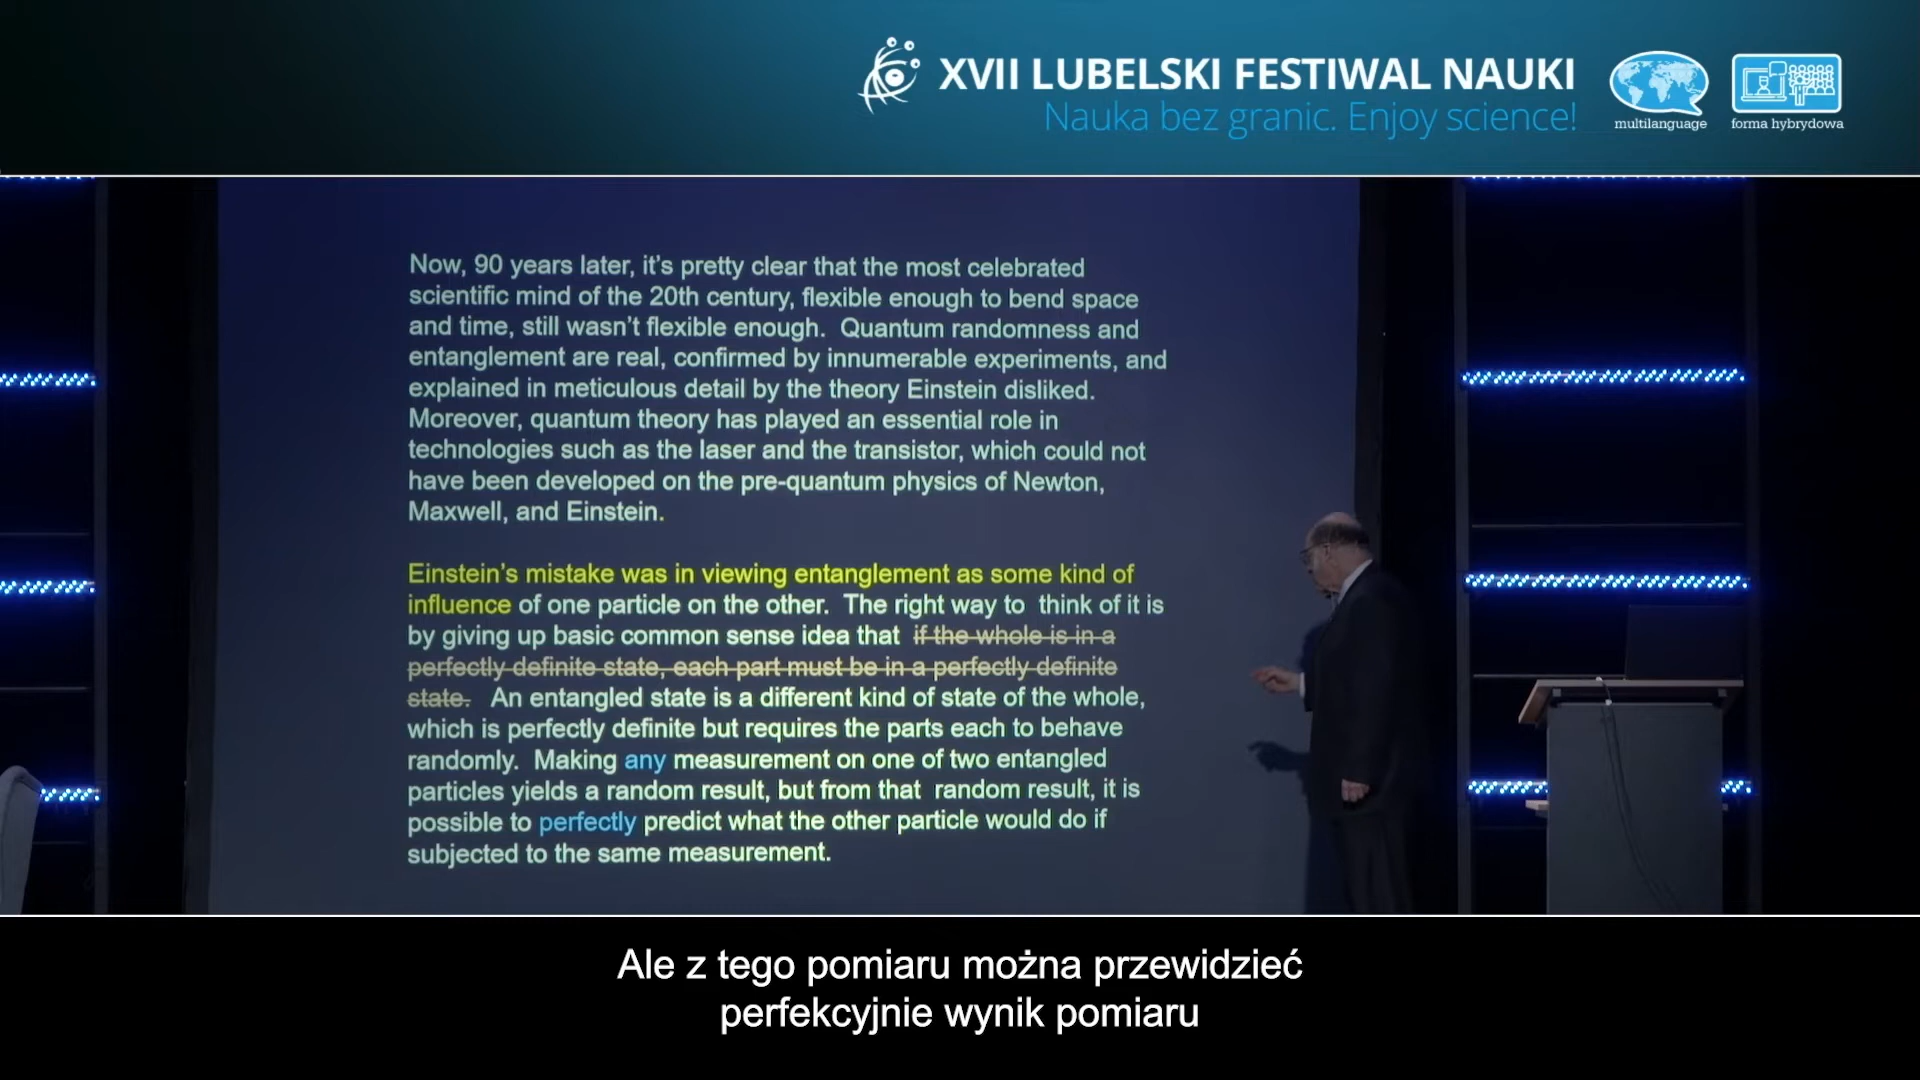 XVII LUBELSKI FESTIWAL NAUKI
Nauka bez granic. Enjoy science!
multilanguage
forma hybrydowa
Now, 90 years later, it's pretty clear that the most celebrated
scientific mind of the 20th century, flexible enough to bend space
and time, still wasn't flexible enough.  Quantum randomness and
entanglement are real, confirmed by innumerable experiments, and
explained in meticulous detail by the theory Einstein disliked.
Moreover, quantum theory has played an essential role in
technologies such as the laser and the transistor, which could not
have been developed on the pre-quantum physics of Newton,
Maxwell, and Einstein.
Einstein's mistake was in viewing entanglement as some kind of
influence of one particle on the other.  The right way to  think of it is
by giving up basic common sense idea that  if the whole is in a
perfectly definite state, each part must be in a perfectly definite
state.   An entangled state is a different kind of state of the whole,
which is perfectly definite but requires the parts each to behave
randomly.  Making any measurement on one of two entangled
particles yields a random result, but from that  random result, it is
possible to perfectly predict what the other particle would do if
subjected to the same measurement.
Ale z tego pomiaru można przewidzieć
perfekcyjnie wynik pomiaru